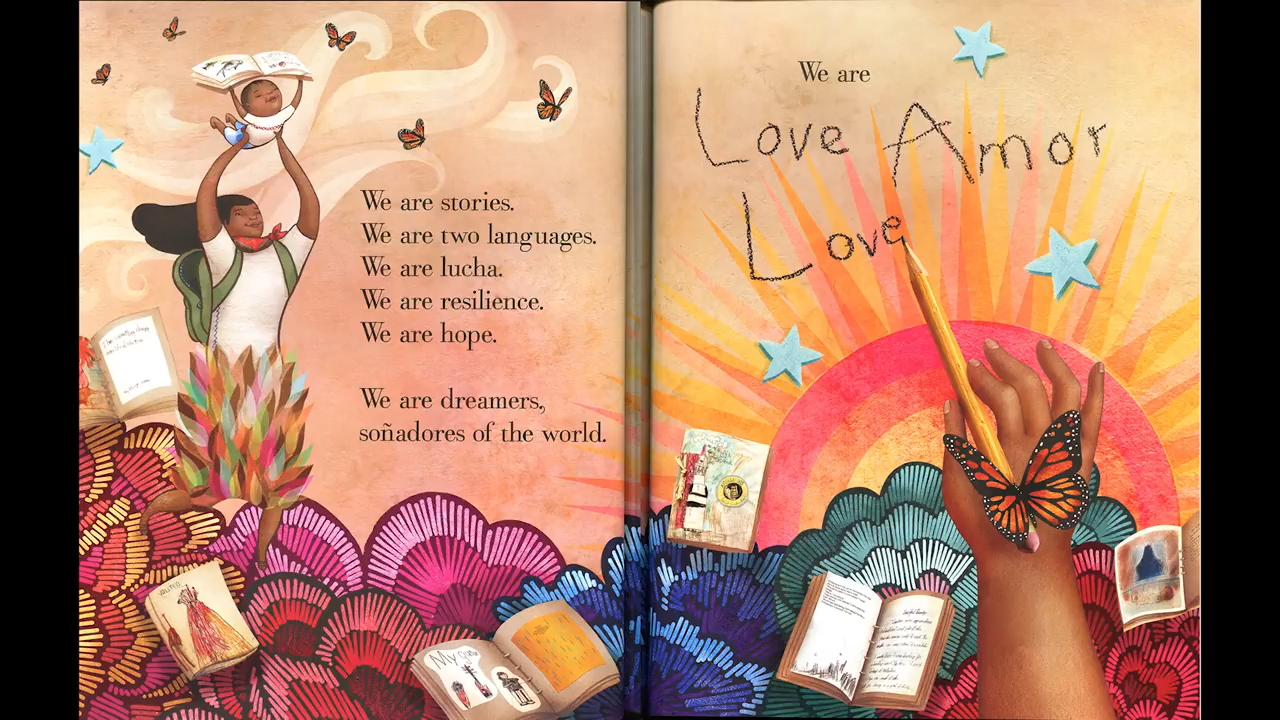 We are stories.
We are two languages.
We are lucha.
We are resilience.
We are hope.
We are dreamers,
soñadores of the world.
My
We are
Love Amor
Love